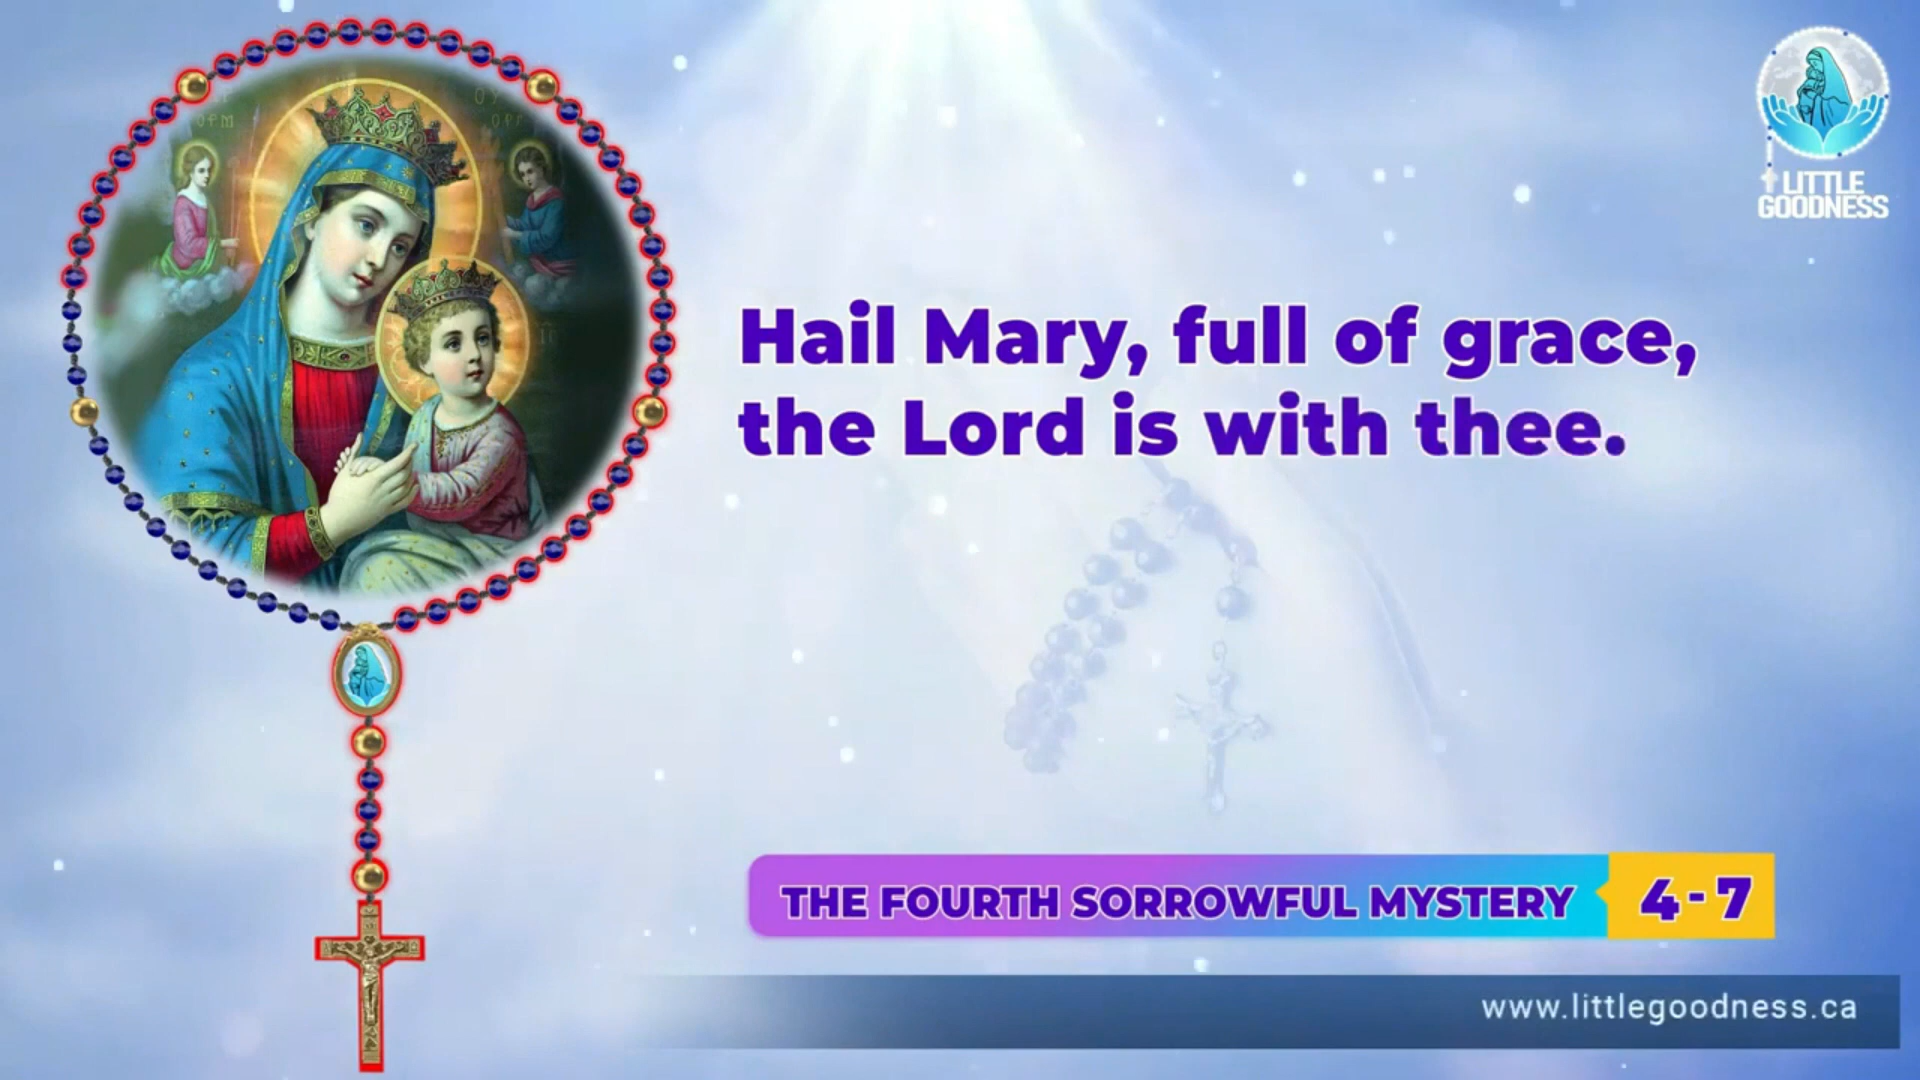 LITTLE
GOODNESS
Hail Mary, full of grace,
the Lord is with thee.
THE FOURTH SORROWFUL MYSTERY 4-7
www.littlegoodness.ca